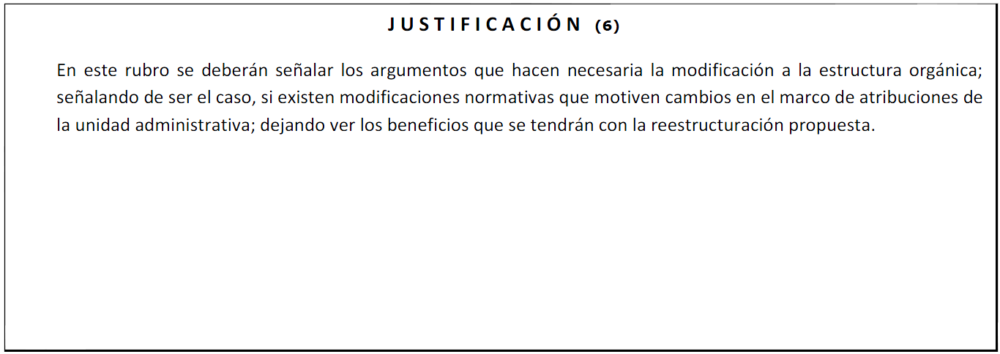 JUSTIFICACIÓN (6)
En este rubro se deberán señalar los argumentos que hacen necesaria la modificación a la estructura orgánica;
señalando de ser el caso, si existen modificaciones normativas que motiven cambios en el marco de atribuciones de
la unidad administrativa; dejando ver los beneficios que se tendrán con la reestructuración propuesta.